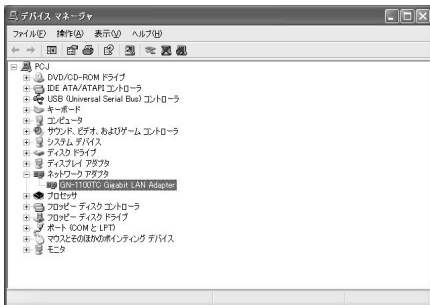 デバイス マネージャ
ファイル(F) 操作(A) 表示(V) ヘルプ(H)
PCJ
DVD/CD-ROM ドライブ
IDE ATA/ATAPI コントローラ
USB (Universal Serial Bus) コントローラ
キーボード
コンピュータ
サウンド、ビデオ、およびゲーム コントローラ
システム デバイス
ディスク ドライブ
ディスプレイ アダプタ
ネットワーク アダプタ
GN-1100TC Gigabit LAN Adapter
プロセッサ
フロッピー ディスク コントローラ
フロッピー ディスク ドライブ
ポート (COM と LPT)
マウスとそのほかのポインティング デバイス
モニタ